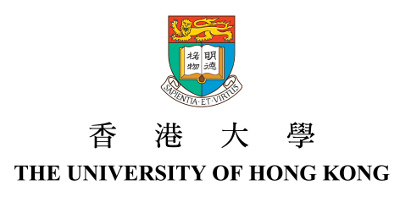 明德
格物
SAPIENTIA·ET·VIRTUS
香港大學
THE UNIVERSITY OF HONG KONG